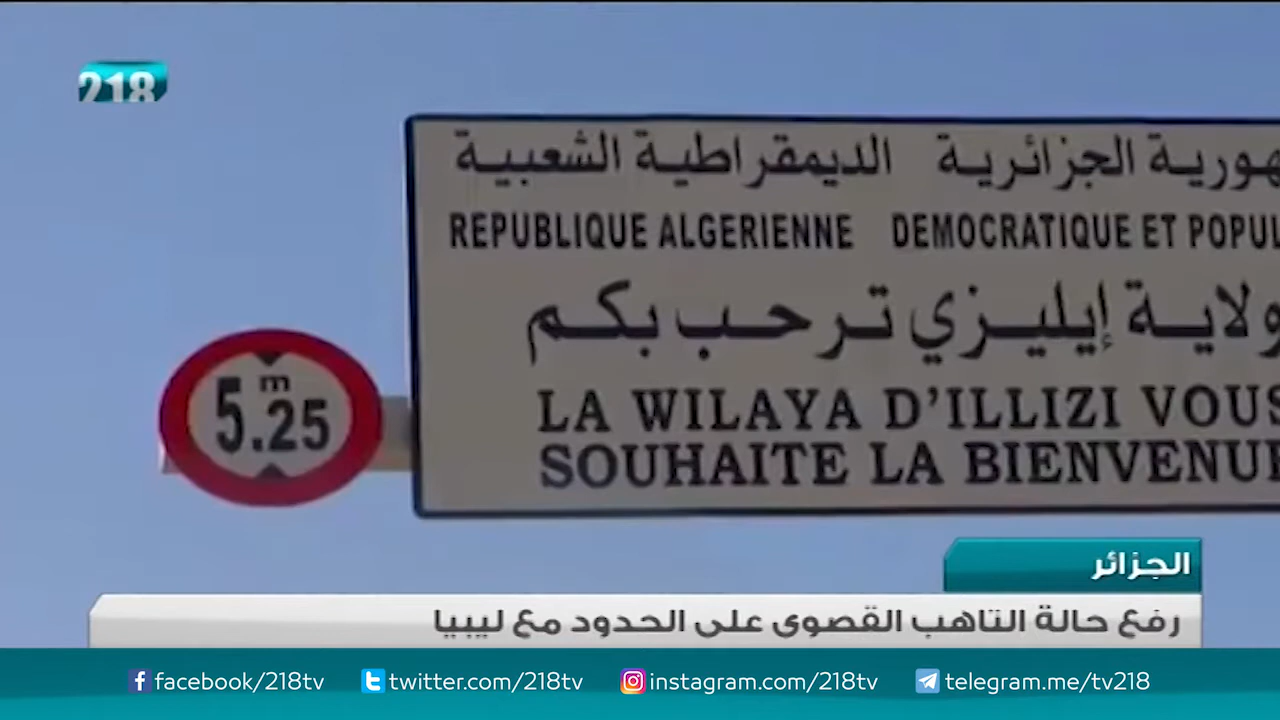 218
هورية الجزائرية الديمقراطية الشعبية
REPUBLIQUE ALGERIENNE DEMOCRATIQUE ET POPUL
ولاية إيليزي ترحب بكم
m
5.25
LA WILAYA D'ILLIZI VOUS
SOUHAITE LA BIENVENUE
الجزائر
رفع حالة التاهب القصوى على الحدود مع ليبيا
facebook/218tv twitter.com/218tv instagram.com/218tv telegram.me/tv218